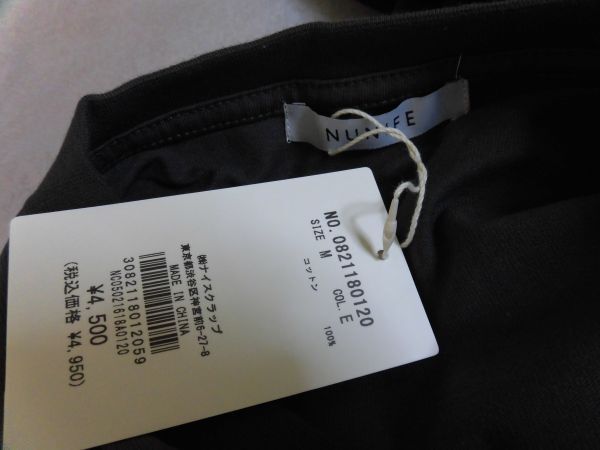 NO.0821180120
SIZE M COL.E
コットン 100%
㈱ナイスクラップ
東京都渋谷区神宮前6-27-8
MADE IN CHINA
3082118012059
NC05021618A0120
¥4,500
(税込価格 ¥4,950)